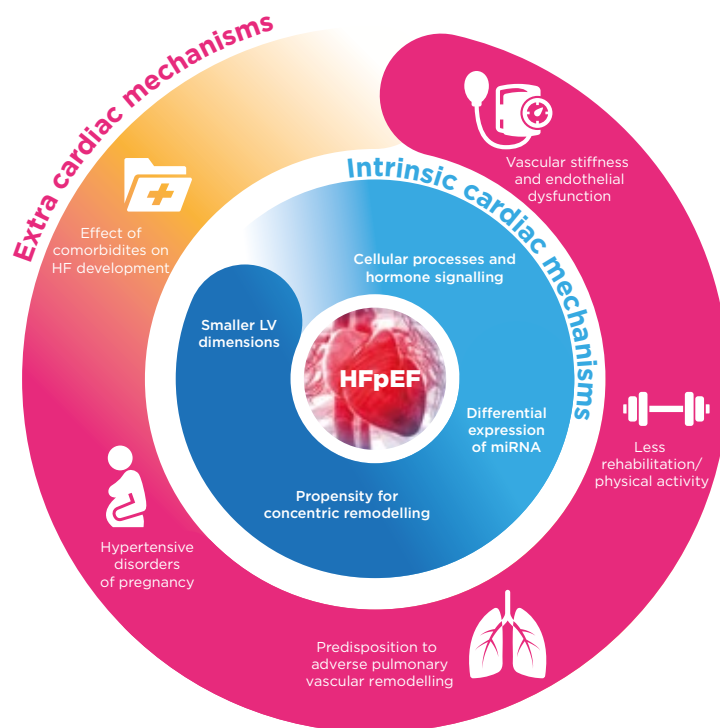 Extra cardiac mechanisms
Intrinsic cardiac mechanisms
Vascular stiffness
and endothelial
dysfunction
Less
rehabilitation/
physical activity
Predisposition to
adverse pulmonary
vascular remodelling
Hypertensive
disorders
of pregnancy
Effect of
comorbidites on
HF development
Cellular processes and
hormone signalling
Differential
expression
of miRNA
Propensity for
concentric remodelling
Smaller LV
dimensions
HFpEF